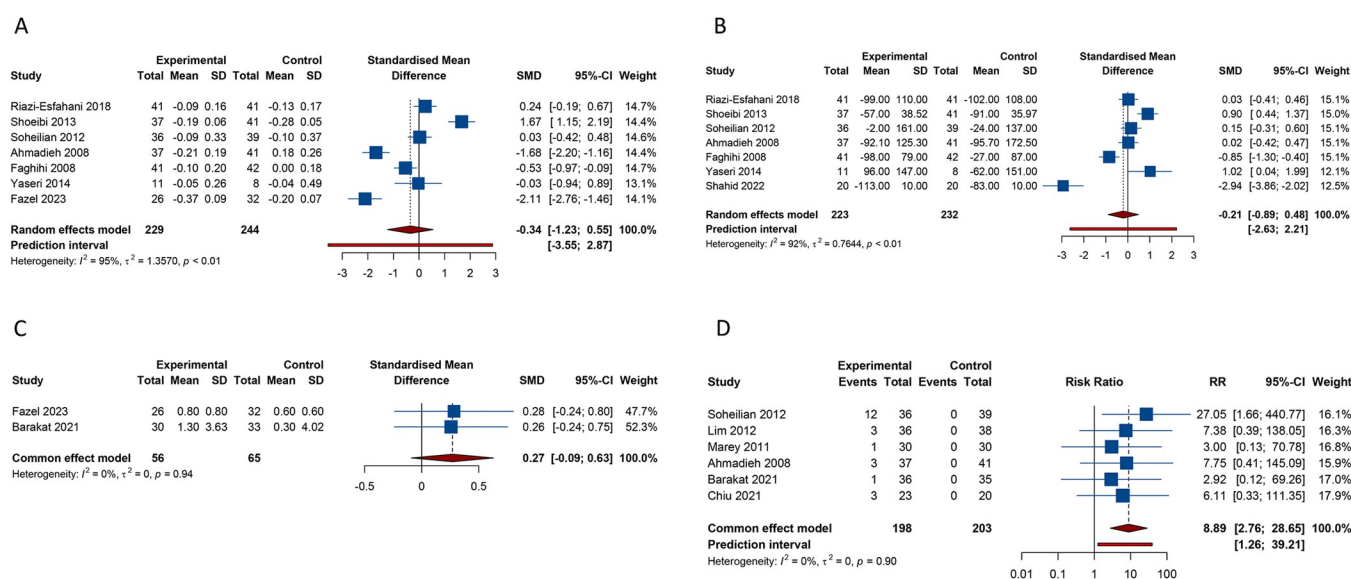 A
Experimental Control Standardised Mean
Study Total Mean SD Total Mean SD Difference SMD 95%-CI Weight
Riazi-Esfahani 2018 41 -0.09 0.16 41 -0.13 0.17 0.24 [-0.19; 0.67] 14.7%
Shoeibi 2013 37 -0.19 0.06 41 -0.28 0.05 1.67 [1.15; 2.19] 14.4%
Soheilian 2012 36 -0.09 0.33 39 -0.10 0.37 0.03 [-0.42; 0.48] 14.7%
Ahmadieh 2008 37 -0.21 0.19 41 0.18 0.26 -1.68 [-2.20; -1.16] 14.4%
Faghihi 2008 41 -0.10 0.20 42 0.00 0.18 -0.53 [-0.97; -0.09] 14.7%
Yaseri 2014 11 -0.05 0.26 8 -0.04 0.49 -0.03 [-0.94; 0.89] 13.1%
Fazel 2023 26 -0.37 0.09 32 -0.20 0.07 -2.11 [-2.76; -1.46] 14.1%
Random effects model 229 244 -0.34 [-1.23; 0.55] 100.0%
Prediction interval [-3.55; 2.87]
Heterogeneity: I² = 95%, τ² = 1.3570, p < 0.01
-3 -2 -1 0 1 2 3
B
Experimental Control Standardised Mean
Study Total Mean SD Total Mean SD Difference SMD 95%-CI Weight
Riazi-Esfahani 2018 41 -99.00 110.00 41 -102.00 108.00 0.03 [-0.41; 0.46] 15.1%
Shoeibi 2013 37 -57.00 38.52 41 -91.00 35.97 0.90 [0.44; 1.37] 15.0%
Soheilian 2012 36 -2.00 161.00 39 -24.00 137.00 0.15 [-0.31; 0.60] 15.1%
Ahmadieh 2008 37 -92.10 125.30 41 -95.70 172.50 0.02 [-0.42; 0.47] 15.1%
Faghihi 2008 41 -98.00 79.00 42 -27.00 87.00 -0.85 [-1.30; -0.40] 15.1%
Yaseri 2014 11 96.00 147.00 8 -62.00 151.00 1.02 [0.04; 1.99] 12.1%
Shahid 2022 20 -113.00 10.00 20 -83.00 10.00 -2.94 [-3.86; -2.02] 12.5%
Random effects model 223 232 -0.21 [-0.89; 0.48] 100.0%
Prediction interval [-2.63; 2.21]
Heterogeneity: I² = 92%, τ² = 0.7644, p < 0.01
-3 -2 -1 0 1 2 3
C
Experimental Control Standardised Mean
Study Total Mean SD Total Mean SD Difference SMD 95%-CI Weight
Fazel 2023 26 0.80 0.80 32 0.60 0.60 0.28 [-0.24; 0.80] 47.7%
Barakat 2021 30 1.30 3.63 33 0.30 4.02 0.26 [-0.24; 0.75] 52.3%
Common effect model 56 65 0.27 [-0.09; 0.63] 100.0%
Heterogeneity: I² = 0%, τ² = 0, p = 0.94
-0.5 0 0.5
D
Experimental Control
Study Events Total Events Total Risk Ratio RR 95%-CI Weight
Soheilian 2012 12 36 0 39 27.05 [1.66; 440.77] 16.1%
Lim 2012 3 36 0 38 7.38 [0.39; 138.05] 16.3%
Marey 2011 1 30 0 30 3.00 [0.13; 70.78] 16.7%
Ahmadieh 2008 3 37 0 41 7.75 [0.41; 145.09] 15.9%
Barakat 2021 1 36 0 35 2.92 [0.12; 69.26] 17.0%
Chiu 2021 3 23 0 20 6.11 [0.33; 111.35] 17.9%
Common effect model 198 203 8.89 [2.76; 28.65] 100.0%
Prediction interval [1.26; 39.21]
Heterogeneity: I² = 0%, τ² = 0, p = 0.90
0.01 0.1 1 10 100